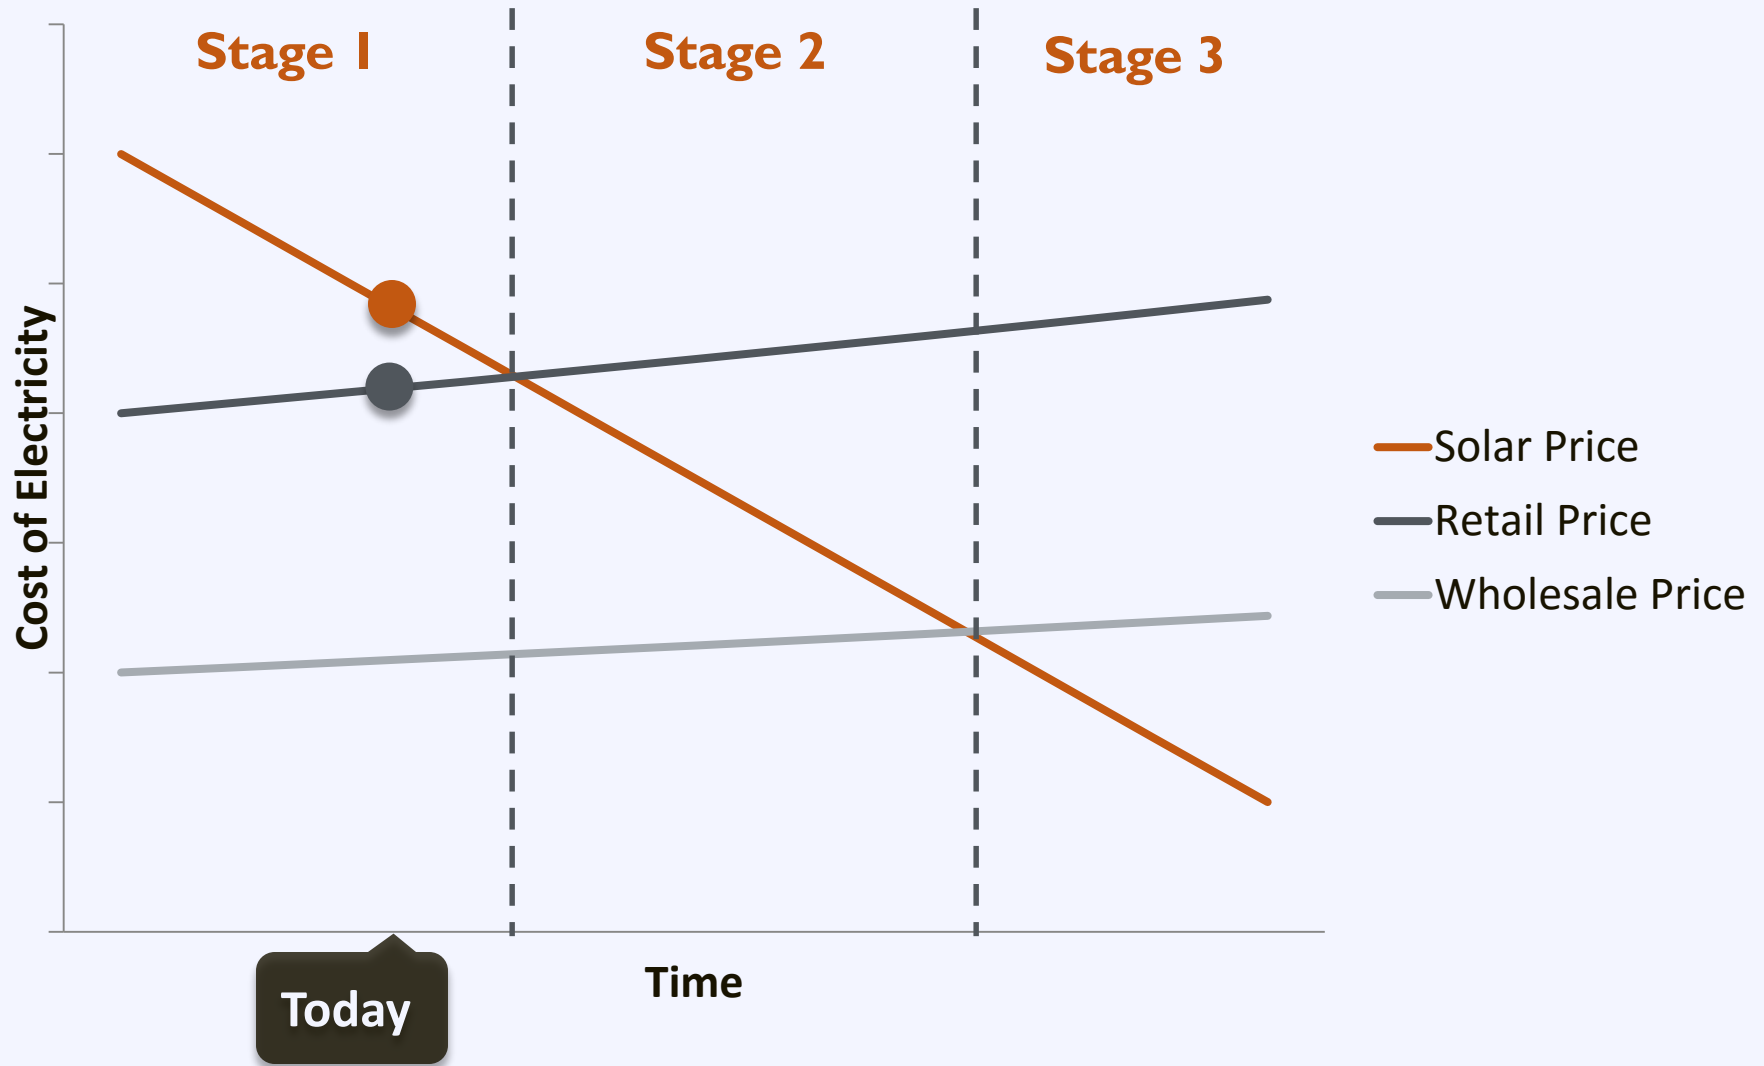 Stage 1
Stage 2
Stage 3
Cost of Electricity
Solar Price
Retail Price
Wholesale Price
Time
Today